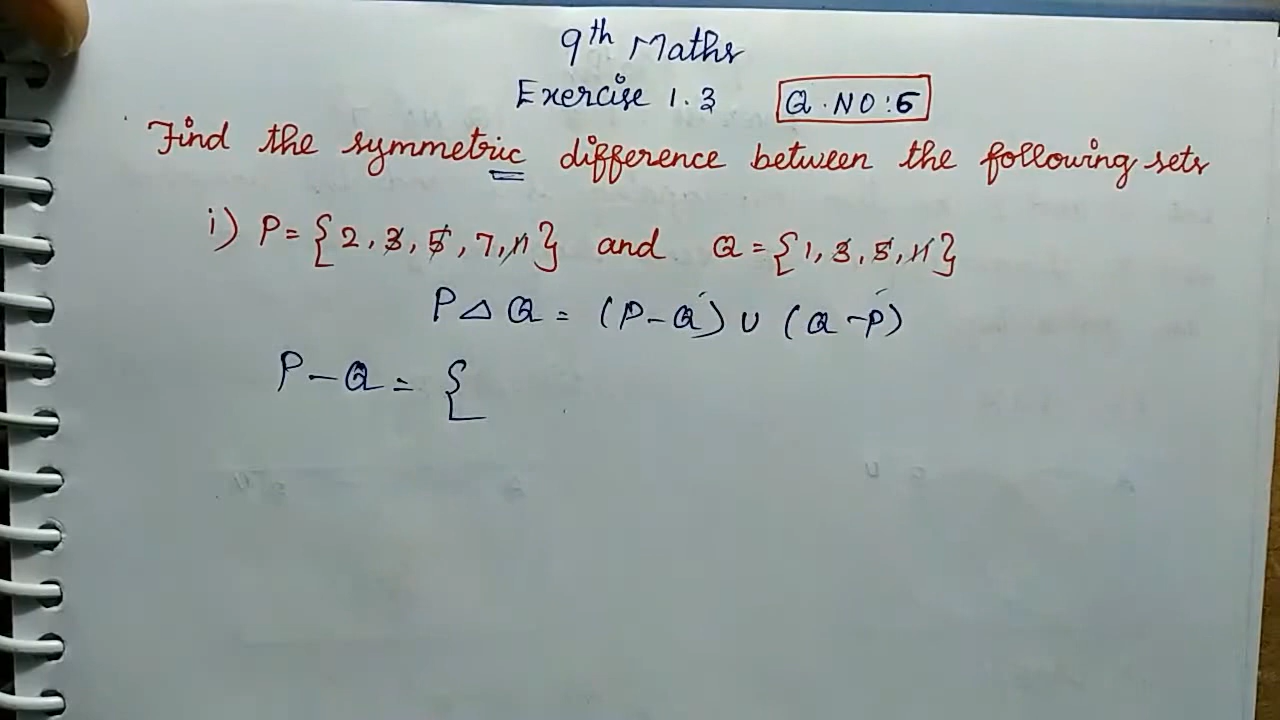 9th Maths
Exercise 1.3 Q.NO:6
Find the symmetric difference between the following sets
i) P = {2, 3, 5, 7, 11} and Q = {1, 3, 5, 11}
P △ Q = (P - Q) ∪ (Q - P)
P - Q = {